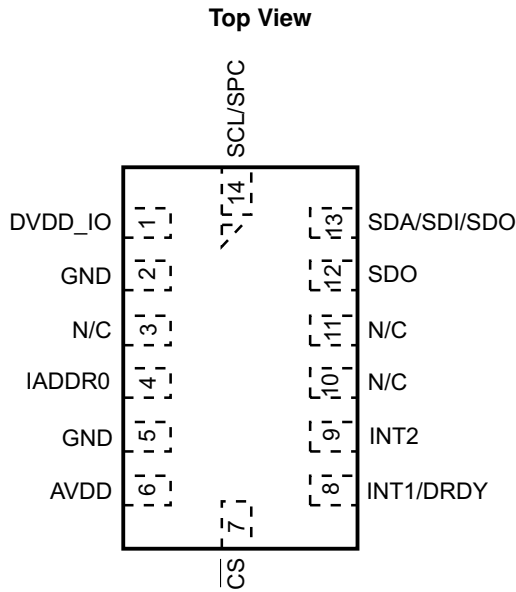 Top View
SCL/SPC
14
DVDD_IO 1 13 SDA/SDI/SDO
GND 2 12 SDO
N/C 3 11 N/C
IADDR0 4 10 N/C
GND 5 9 INT2
AVDD 6 8 INT1/DRDY
7
CS